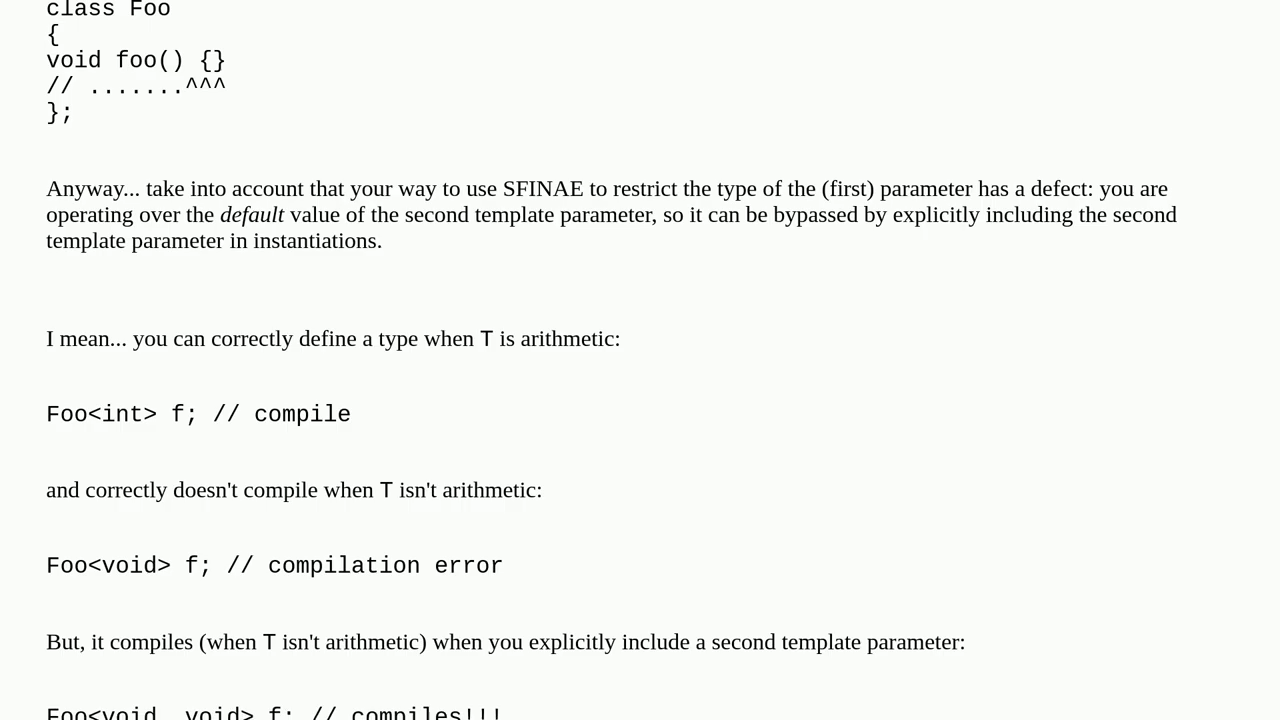 class Foo
{
void foo() {}
// .......^^^
};
Anyway... take into account that your way to use SFINAE to restrict the type of the (first) parameter has a defect: you are
operating over the default value of the second template parameter, so it can be bypassed by explicitly including the second
template parameter in instantiations.
I mean... you can correctly define a type when T is arithmetic:
Foo<int> f; // compile
and correctly doesn't compile when T isn't arithmetic:
Foo<void> f; // compilation error
But, it compiles (when T isn't arithmetic) when you explicitly include a second template parameter:
Foo<void, void> f; // compiles!!!